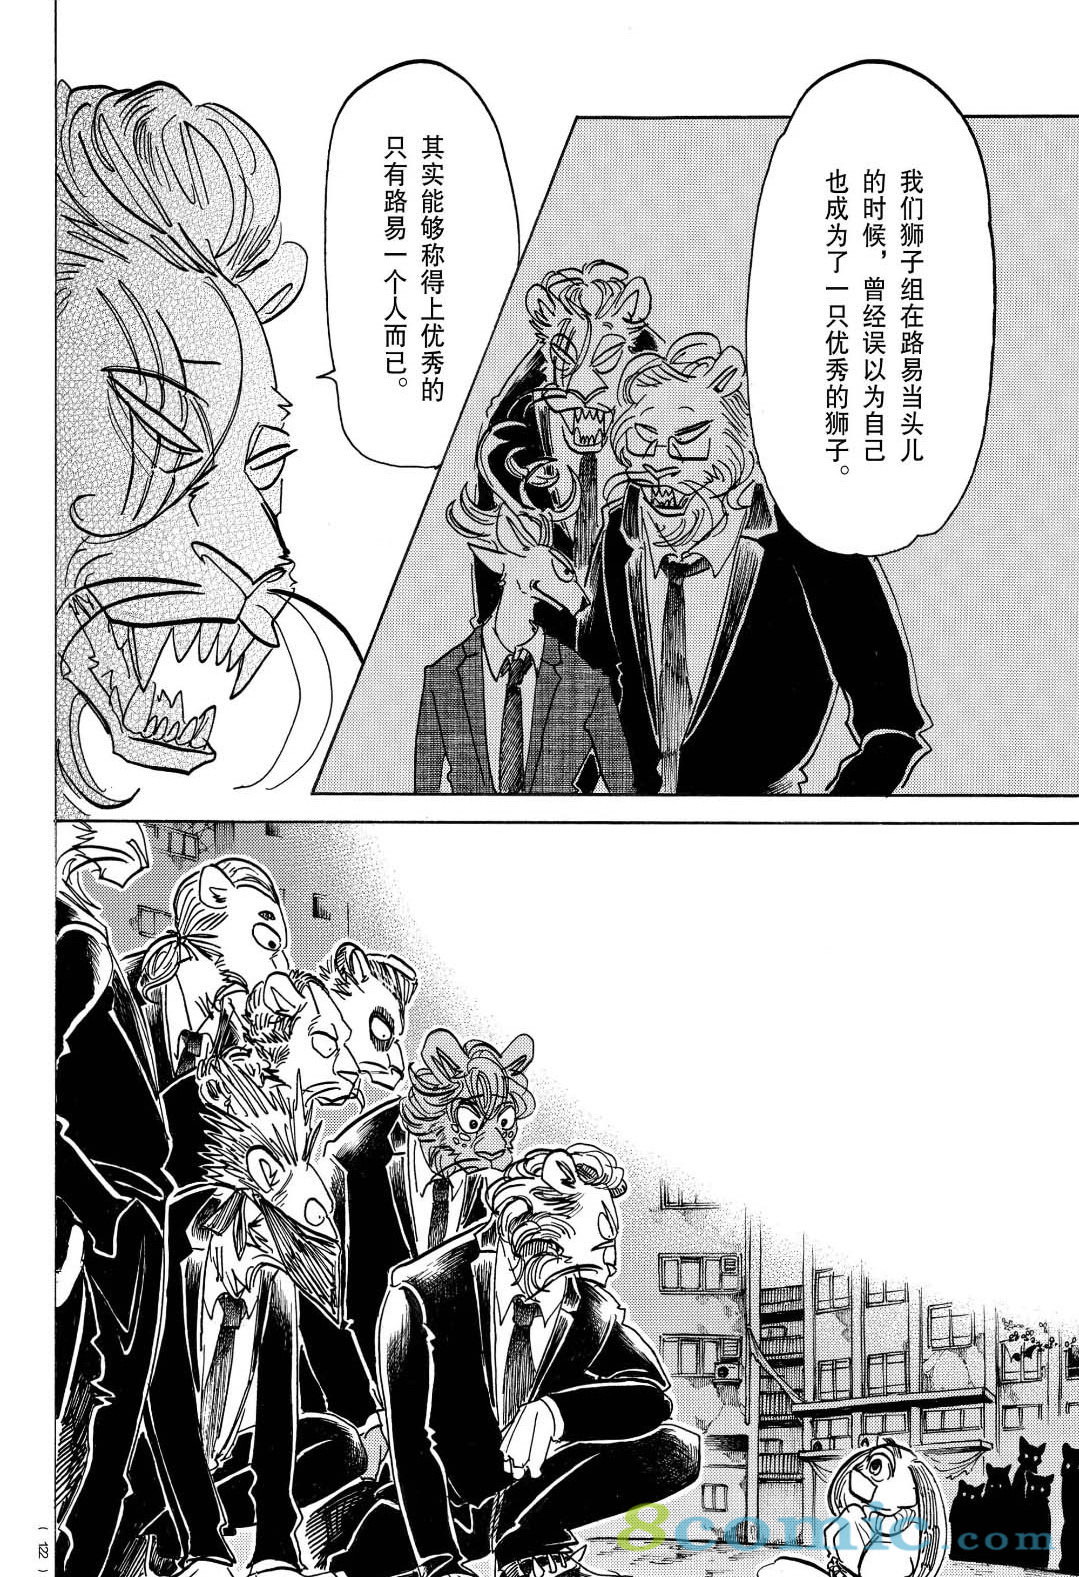 我们狮子组在路易当头儿
的时候，曾经误以为自己
也成为了一只优秀的狮子。
其实能够称得上优秀的
只有路易一个人而已。
8comic.com
(122)